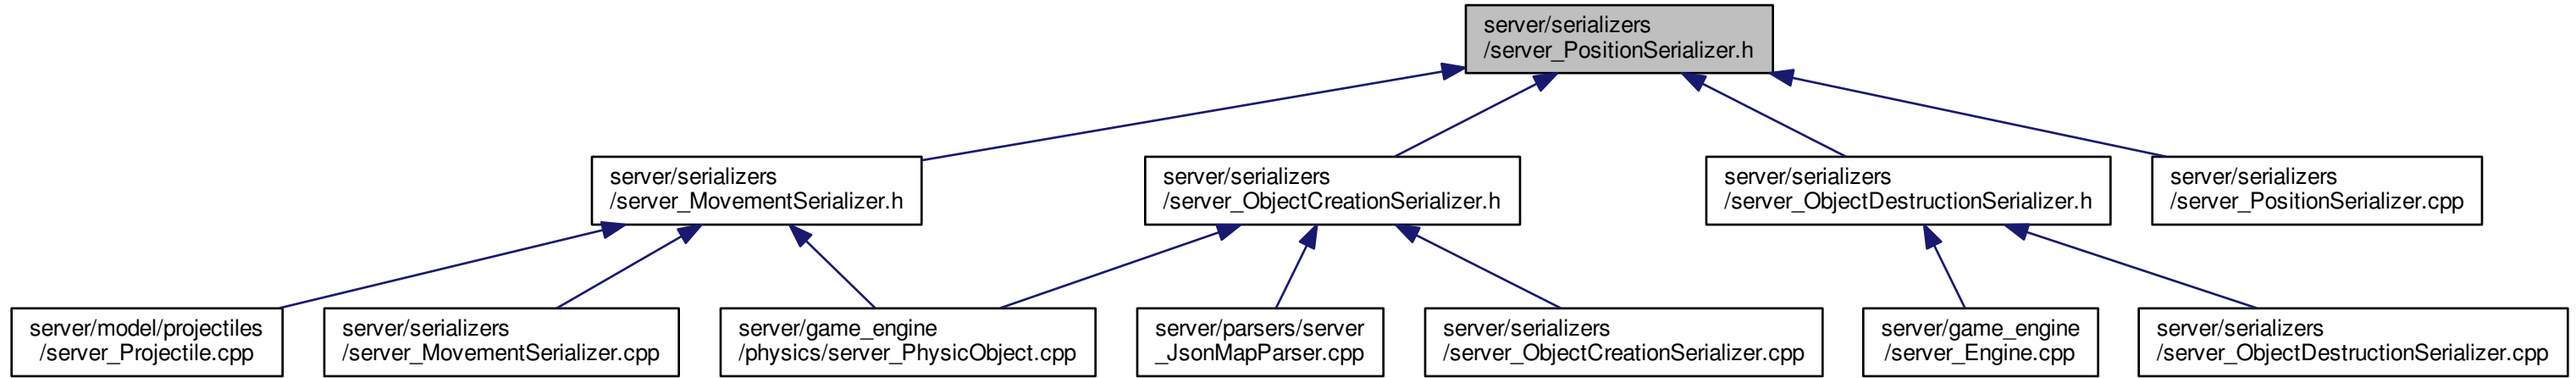 server/serializers
/server_PositionSerializer.h
server/serializers
/server_MovementSerializer.h
server/serializers
/server_ObjectCreationSerializer.h
server/serializers
/server_ObjectDestructionSerializer.h
server/serializers
/server_PositionSerializer.cpp
server/model/projectiles
/server_Projectile.cpp
server/serializers
/server_MovementSerializer.cpp
server/game_engine
/physics/server_PhysicObject.cpp
server/parsers/server
_JsonMapParser.cpp
server/serializers
/server_ObjectCreationSerializer.cpp
server/game_engine
/server_Engine.cpp
server/serializers
/server_ObjectDestructionSerializer.cpp